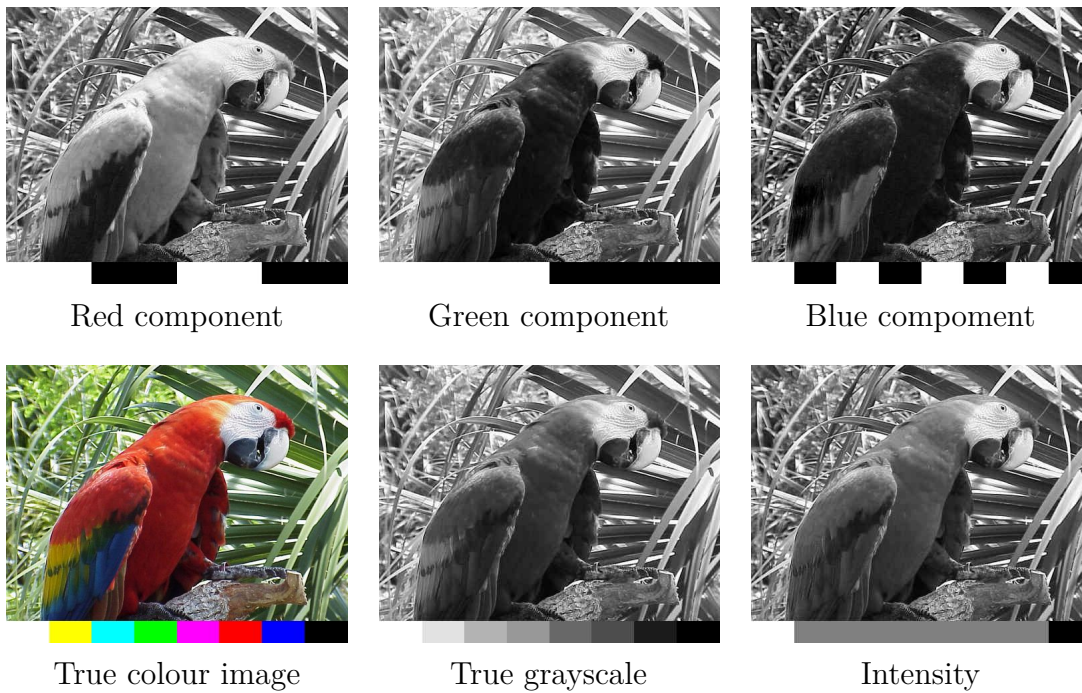 Red component
Green component
Blue compoment
True colour image
True grayscale
Intensity